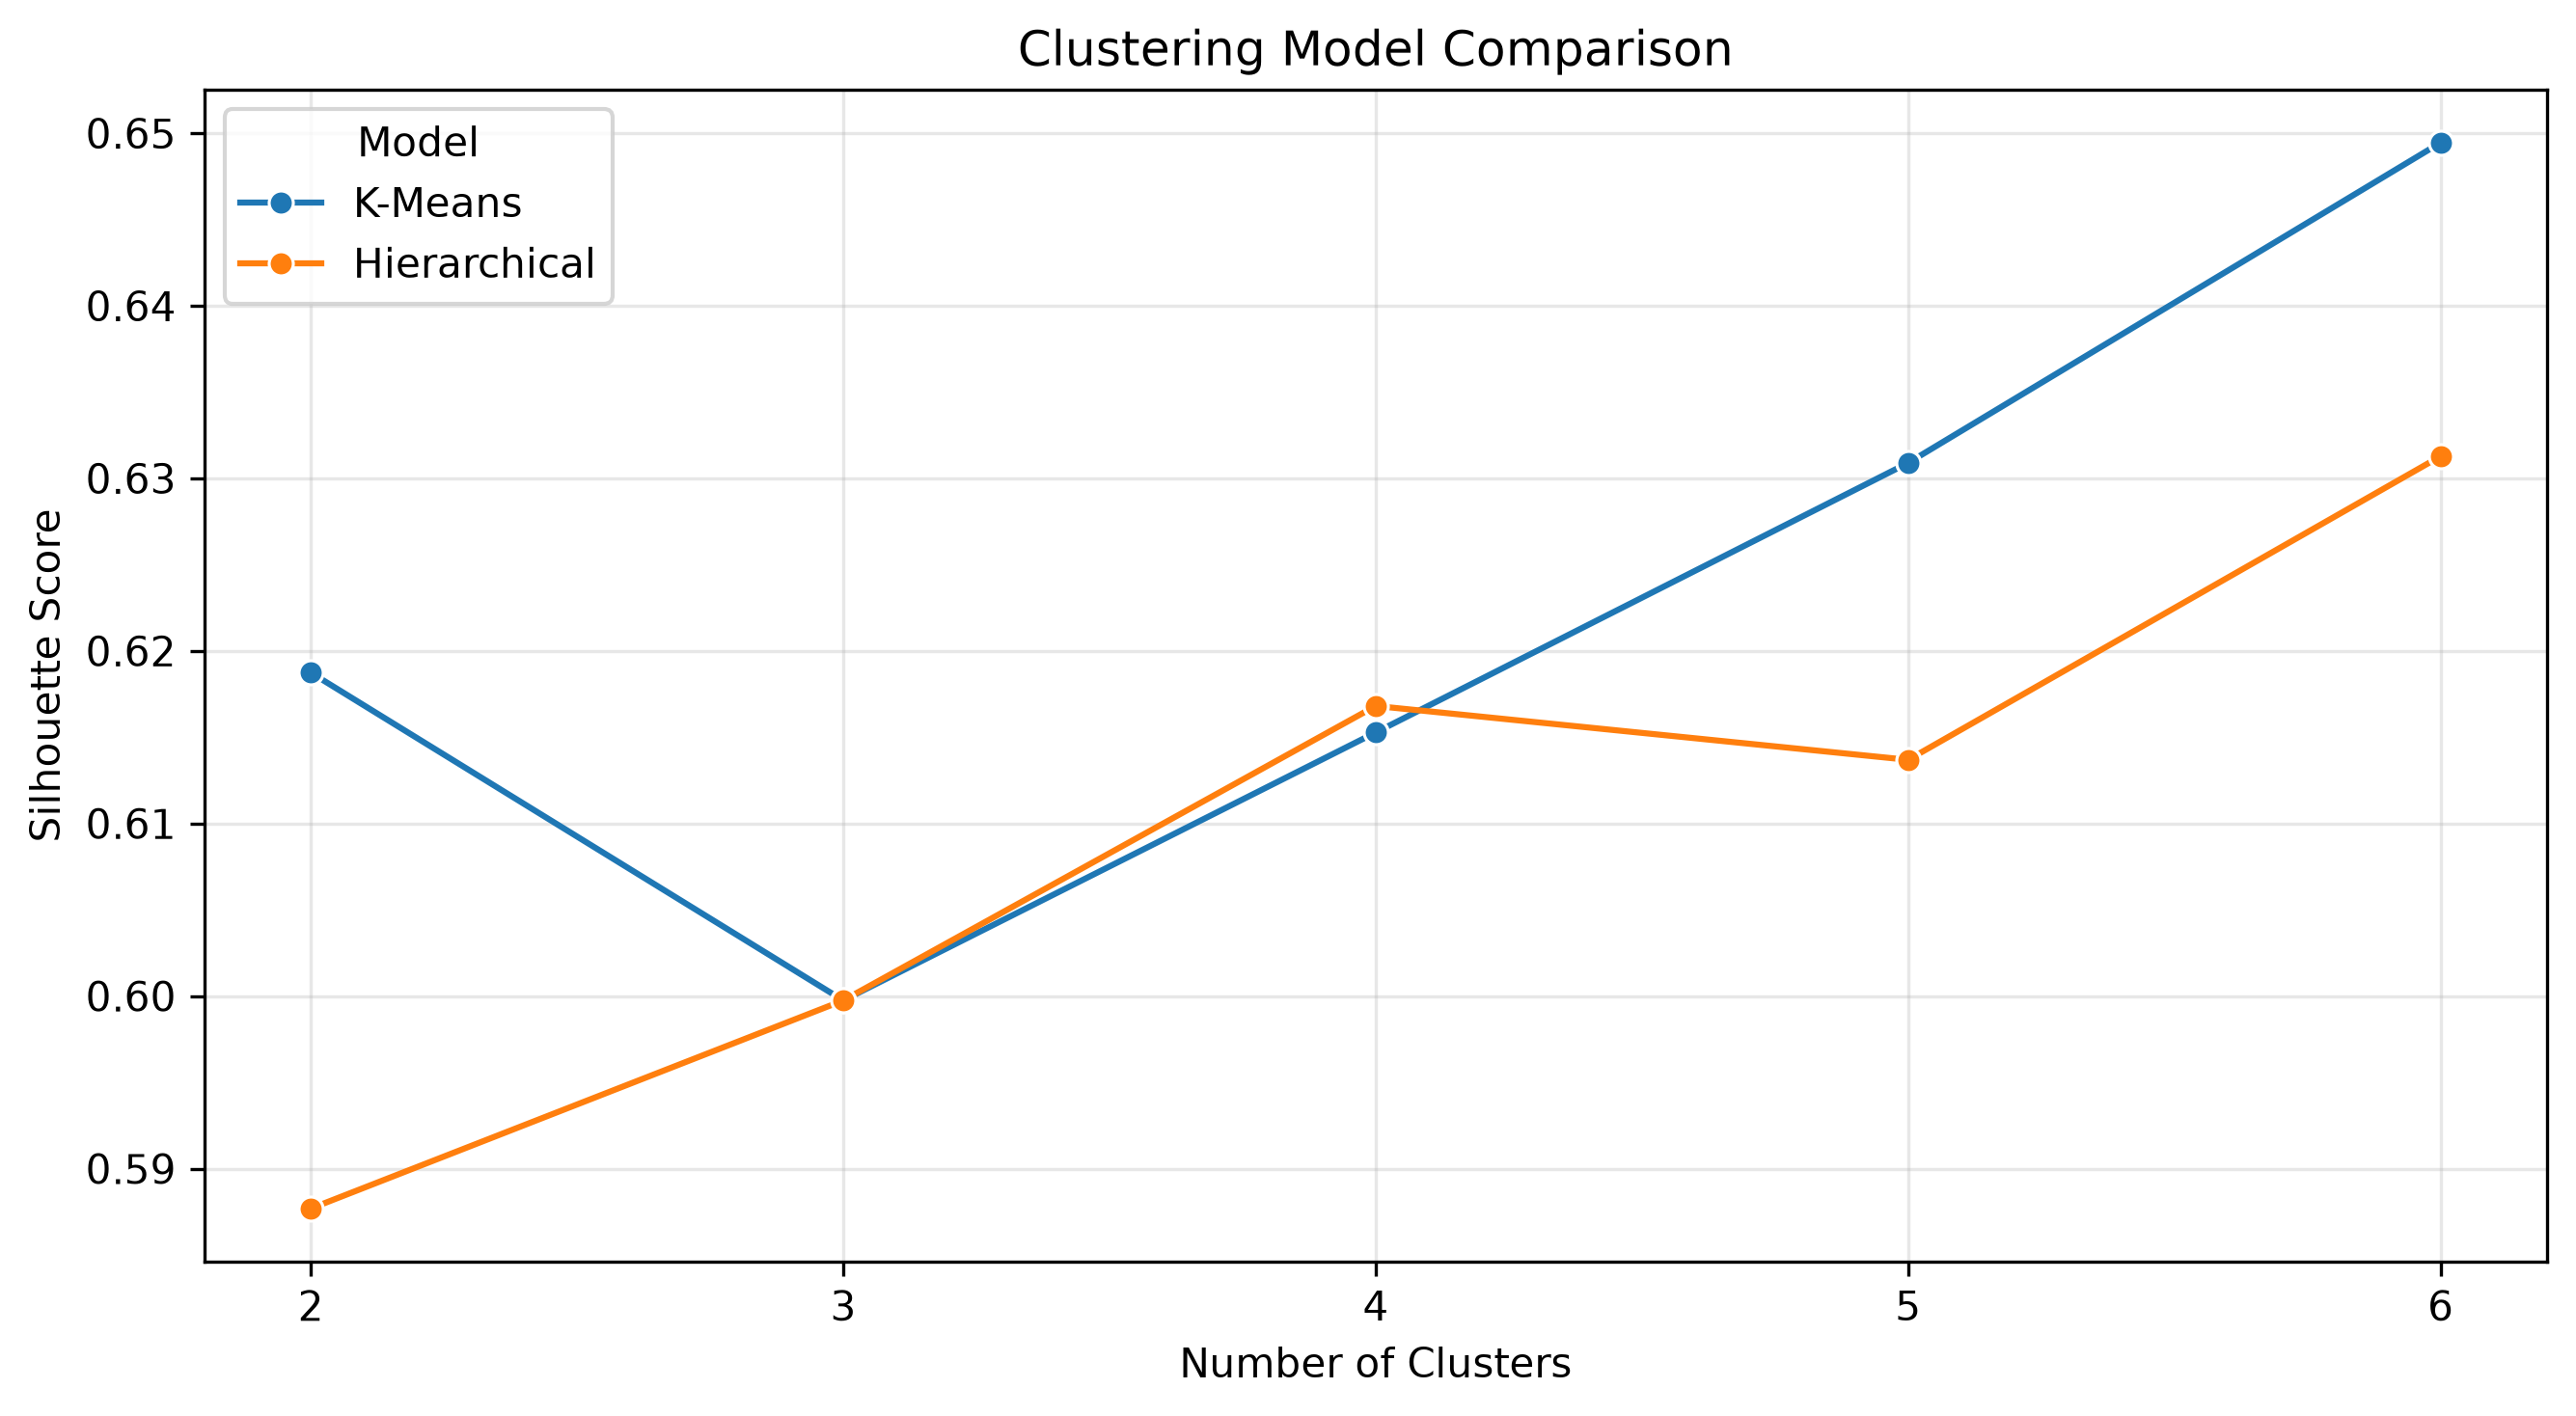 Clustering Model Comparison
Model
K-Means
Hierarchical
0.65
0.64
0.63
0.62
0.61
0.60
0.59
Silhouette Score
2 3 4 5 6
Number of Clusters